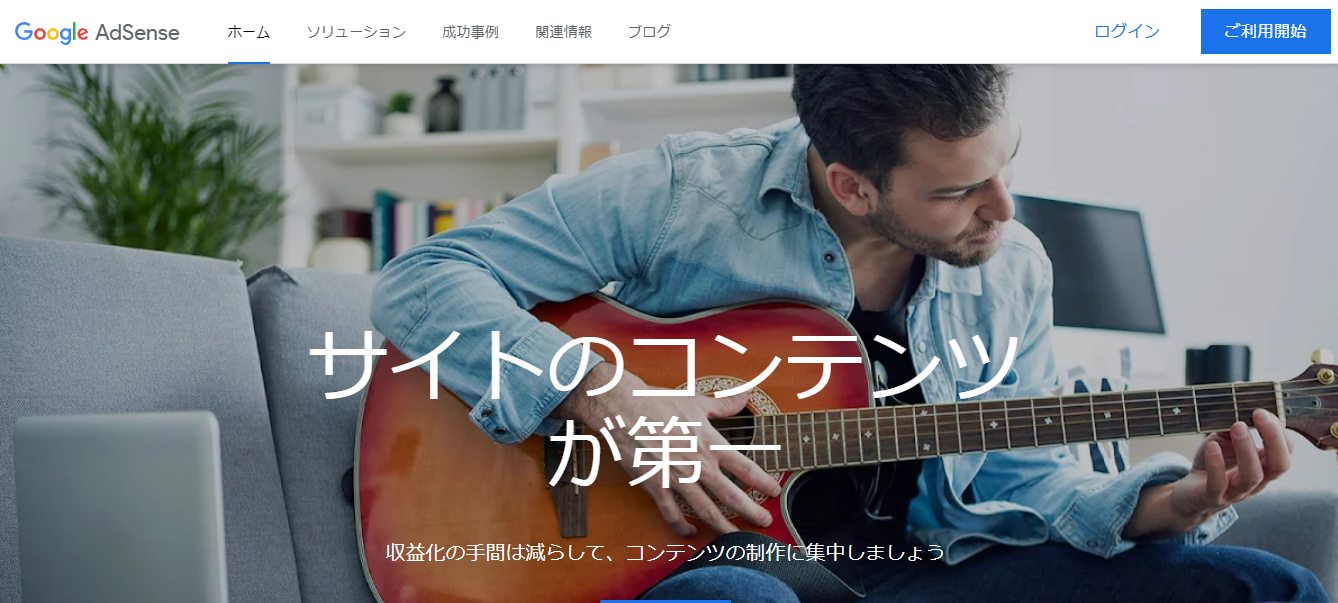 Google AdSense ホーム ソリューション 成功事例 関連情報 ブログ ログイン ご利用開始
サイトのコンテンツ
が第一
収益化の手間は減らして、コンテンツの制作に集中しましょう